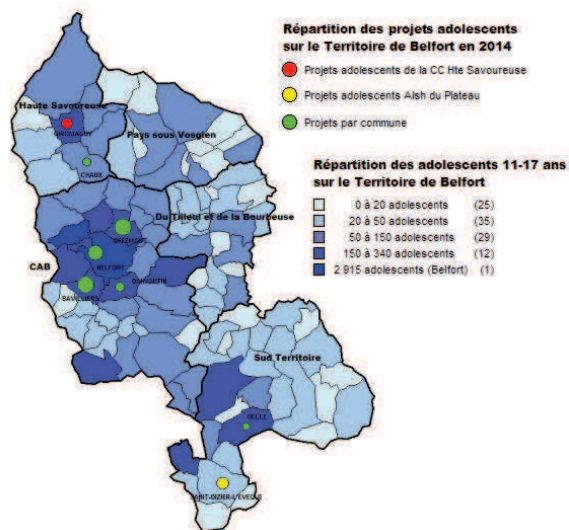 Répartition des projets adolescents
sur le Territoire de Belfort en 2014
Projets adolescents de la CC Hte Savoureuse
Projets adolescents Alsh du Plateau
Projets par commune
Répartition des adolescents 11-17 ans
sur le Territoire de Belfort
0 à 20 adolescents (25)
20 à 50 adolescents (35)
50 à 150 adolescents (29)
150 à 340 adolescents (12)
2 915 adolescents (Belfort) (1)
Haute Savoureuse
GIROMAGNY
Pays sous Vosgien
CHAUX
Du Tilleul et de la Bourbeuse
OFFEMONT
CAB
BELFORT
DANJOUTIN
BAVILLIERS
Sud Territoire
DELLE
SAINT-DIZIER-L'EVEQUE